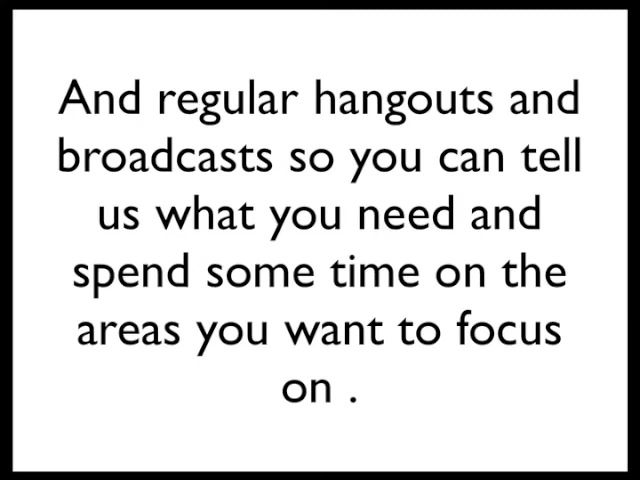 And regular hangouts and
broadcasts so you can tell
us what you need and
spend some time on the
areas you want to focus
on .